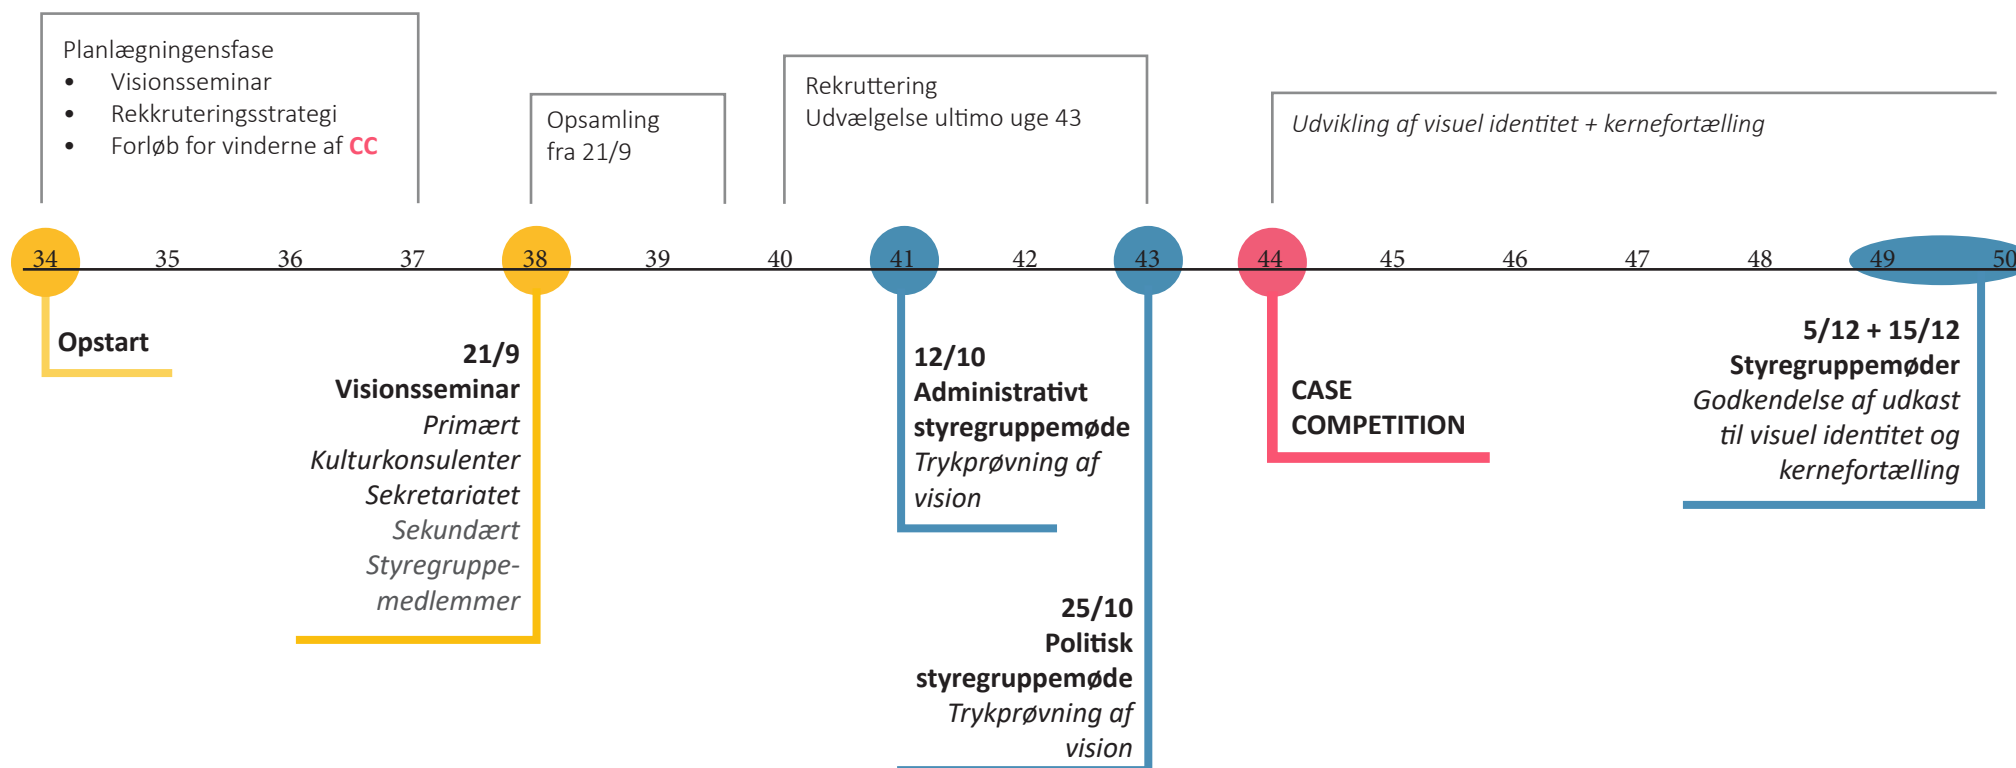 Planlægningensfase
• Visionsseminar
• Rekkruteringsstrategi
• Forløb for vinderne af CC
Opsamling
fra 21/9
Rekruttering
Udvælgelse ultimo uge 43
Udvikling af visuel identitet + kernefortælling
34 35 36 37 38 39 40 41 42 43 44 45 46 47 48 49 50
Opstart
21/9
Visionsseminar
Primært
Kulturkonsulenter
Sekretariatet
Sekundært
Styregruppe-
medlemmer
12/10
Administrativt
styregruppemøde
Trykprøvning af
vision
25/10
Politisk
styregruppemøde
Trykprøvning af
vision
CASE
COMPETITION
5/12 + 15/12
Styregruppemøder
Godkendelse af udkast
til visuel identitet og
kernefortælling